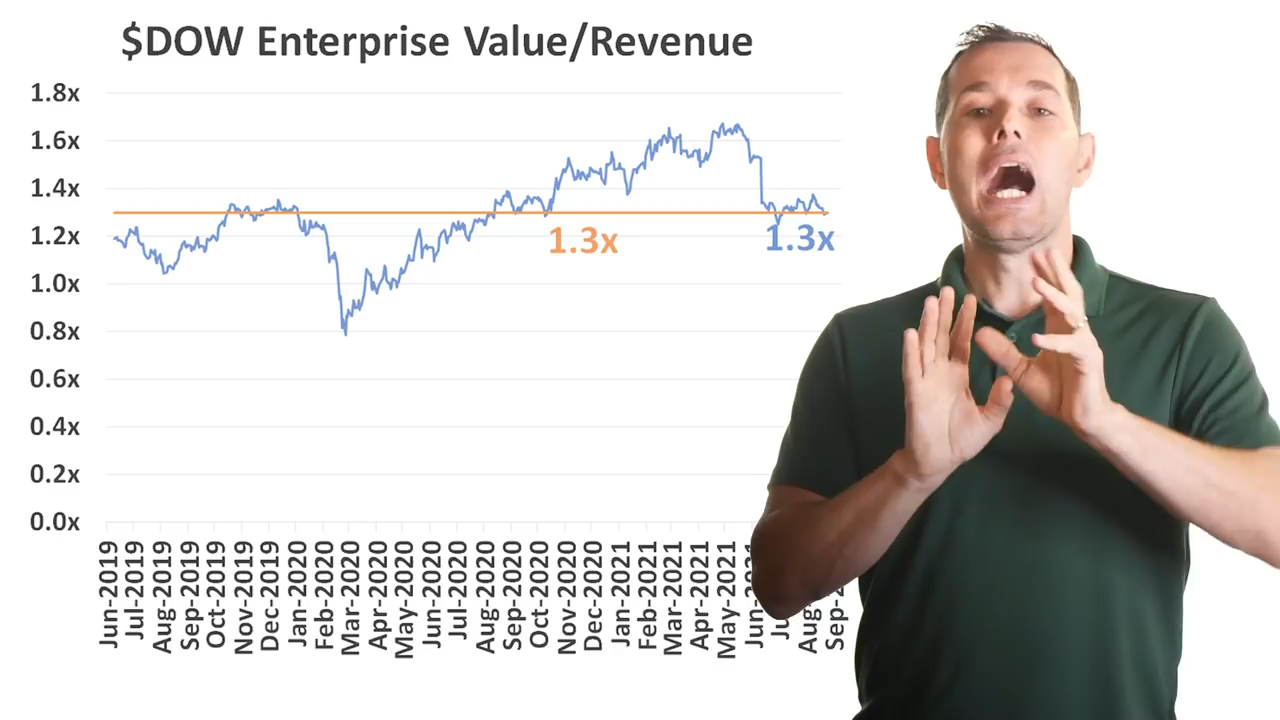 $DOW Enterprise Value/Revenue
1.8x
1.6x
1.4x
1.2x
1.0x
0.8x
0.6x
0.4x
0.2x
0.0x
1.3x
1.3x
Jun-2019
Jul-2019
Aug-2019
Sep-2019
Oct-2019
Nov-2019
Dec-2019
Jan-2020
Feb-2020
Mar-2020
Apr-2020
May-2020
Jun-2020
Jul-2020
Aug-2020
Sep-2020
Oct-2020
Nov-2020
Dec-2020
Jan-2021
Feb-2021
Mar-2021
Apr-2021
May-2021